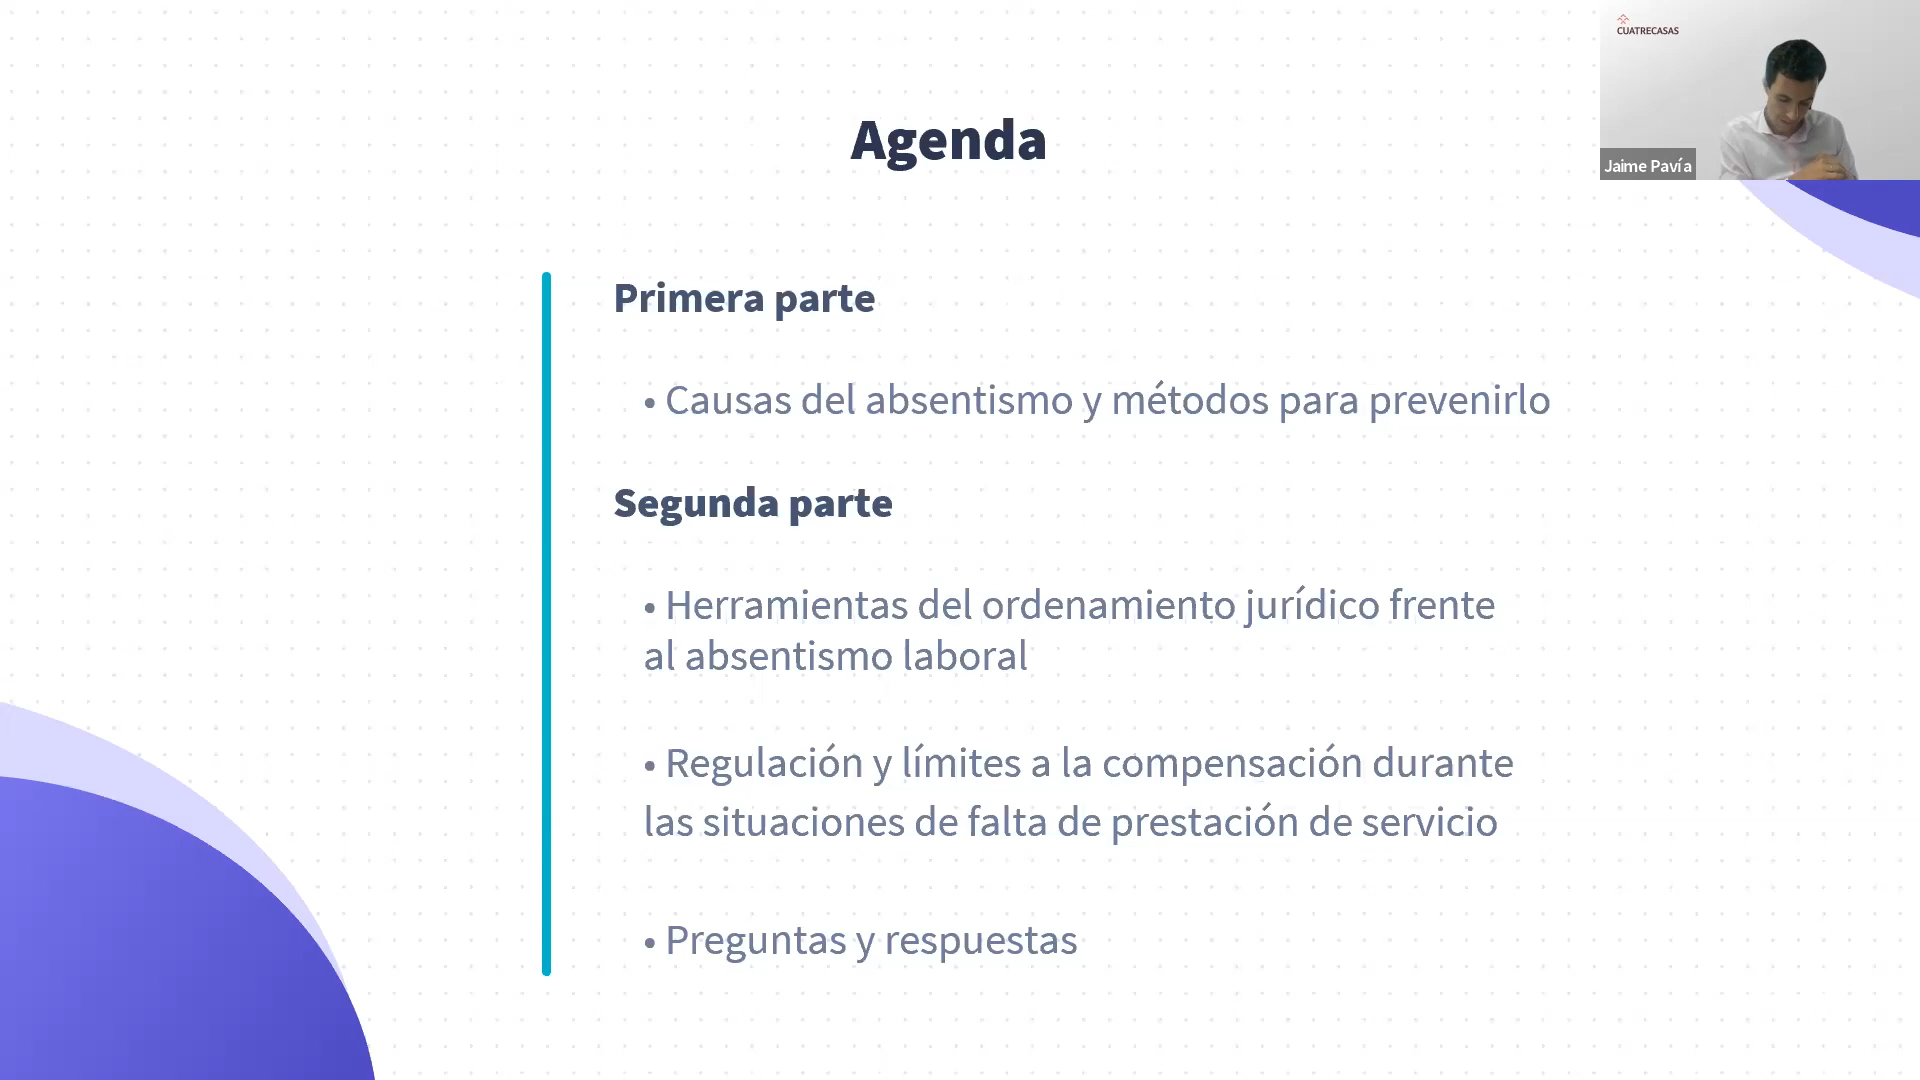 CUATRECASAS
Jaime Pavía
Agenda
Primera parte
• Causas del absentismo y métodos para prevenirlo
Segunda parte
• Herramientas del ordenamiento jurídico frente
al absentismo laboral
• Regulación y límites a la compensación durante
las situaciones de falta de prestación de servicio
• Preguntas y respuestas